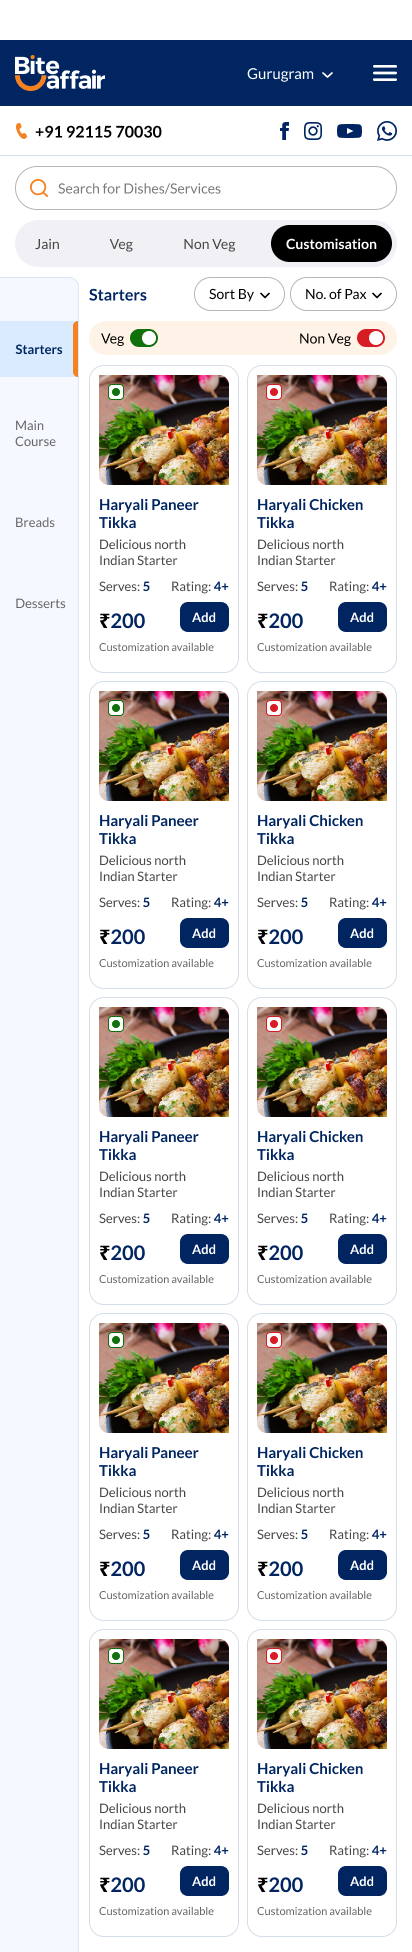 Bite
affair
Gurugram
+91 92115 70030
Search for Dishes/Services
Jain Veg Non Veg Customisation
Starters
Main
Course
Breads
Desserts
Starters Sort By No. of Pax
Veg Non Veg
Haryali Paneer
Tikka
Delicious north
Indian Starter
Serves: 5 Rating: 4+
₹200 Add
Customization available
Haryali Chicken
Tikka
Delicious north
Indian Starter
Serves: 5 Rating: 4+
₹200 Add
Customization available
Haryali Paneer
Tikka
Delicious north
Indian Starter
Serves: 5 Rating: 4+
₹200 Add
Customization available
Haryali Chicken
Tikka
Delicious north
Indian Starter
Serves: 5 Rating: 4+
₹200 Add
Customization available
Haryali Paneer
Tikka
Delicious north
Indian Starter
Serves: 5 Rating: 4+
₹200 Add
Customization available
Haryali Chicken
Tikka
Delicious north
Indian Starter
Serves: 5 Rating: 4+
₹200 Add
Customization available
Haryali Paneer
Tikka
Delicious north
Indian Starter
Serves: 5 Rating: 4+
₹200 Add
Customization available
Haryali Chicken
Tikka
Delicious north
Indian Starter
Serves: 5 Rating: 4+
₹200 Add
Customization available
Haryali Paneer
Tikka
Delicious north
Indian Starter
Serves: 5 Rating: 4+
₹200 Add
Customization available
Haryali Chicken
Tikka
Delicious north
Indian Starter
Serves: 5 Rating: 4+
₹200 Add
Customization available